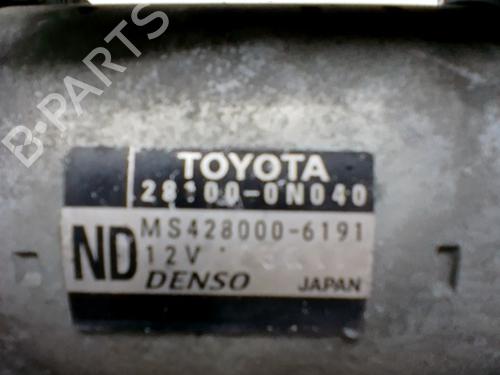 B-PARTS
TOYOTA
28100-0N040
MS428000-6191
ND 12V
DENSO JAPAN